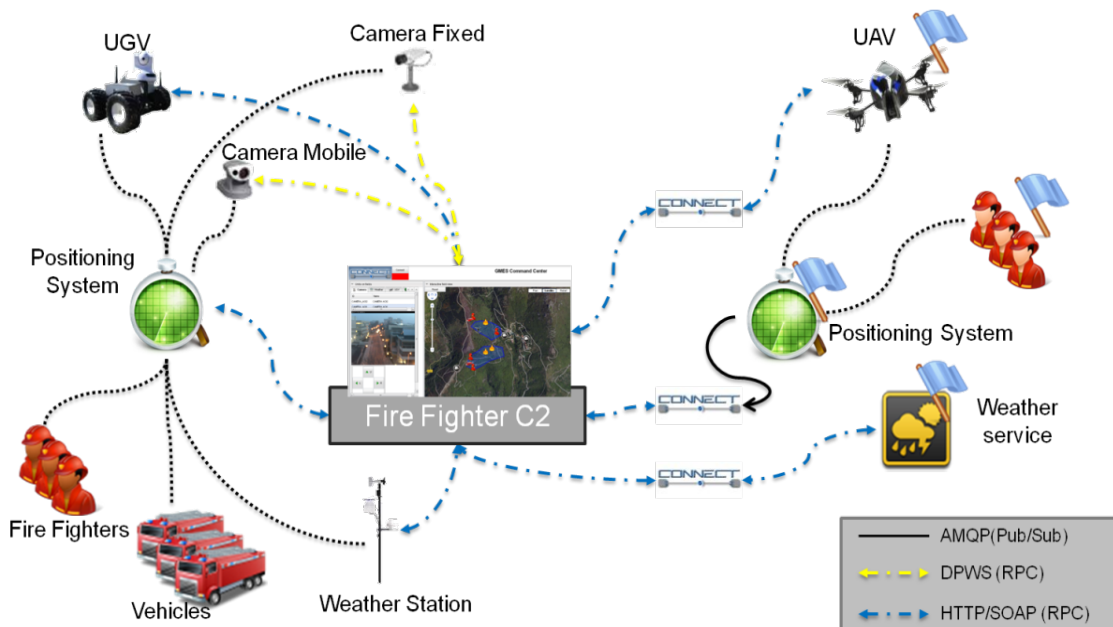 Camera Fixed
UGV
UAV
Camera Mobile
CONNECT
Positioning
System
GMES Command Center
Positioning System
Fire Fighter C2
CONNECT
Weather
service
CONNECT
Fire Fighters
Vehicles
Weather Station
AMQP(Pub/Sub)
DPWS (RPC)
HTTP/SOAP (RPC)